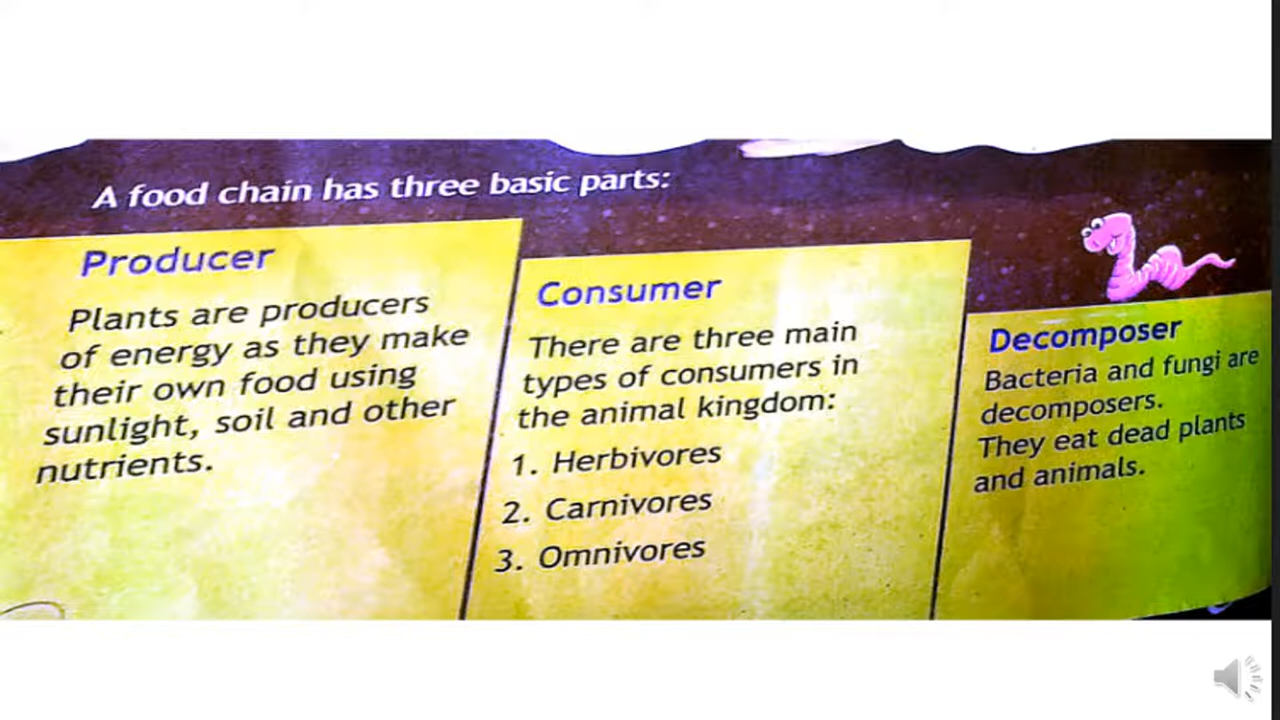 A food chain has three basic parts:
Producer
Plants are producers
of energy as they make
their own food using
sunlight, soil and other
nutrients.
Consumer
There are three main
types of consumers in
the animal kingdom:
1. Herbivores
2. Carnivores
3. Omnivores
Decomposer
Bacteria and fungi are
decomposers.
They eat dead plants
and animals.